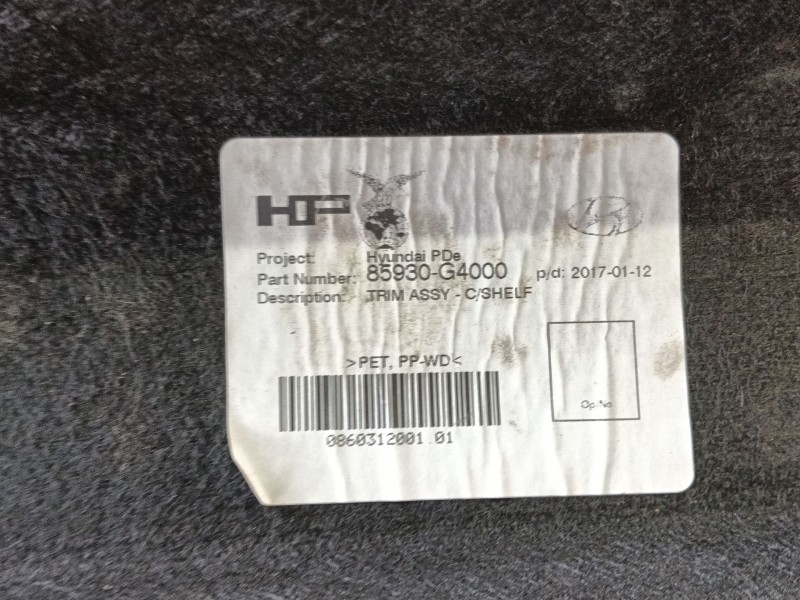 HP
Project: Hyundai PDe
Part Number: 85930-G4000 p/d: 2017-01-12
Description: TRIM ASSY - C/SHELF
>PET, PP-WD<
Op.No
0860312001.01